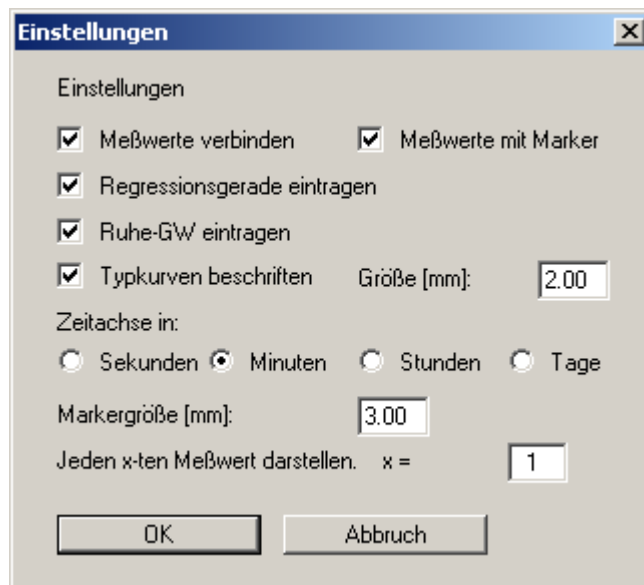 Einstellungen
Einstellungen
Meßwerte verbinden Meßwerte mit Marker
Regressionsgerade eintragen
Ruhe-GW eintragen
Typkurven beschriften Größe [mm]: 2.00
Zeitachse in:
Sekunden Minuten Stunden Tage
Markergröße [mm]: 3.00
Jeden x-ten Meßwert darstellen. x = 1
OK Abbruch